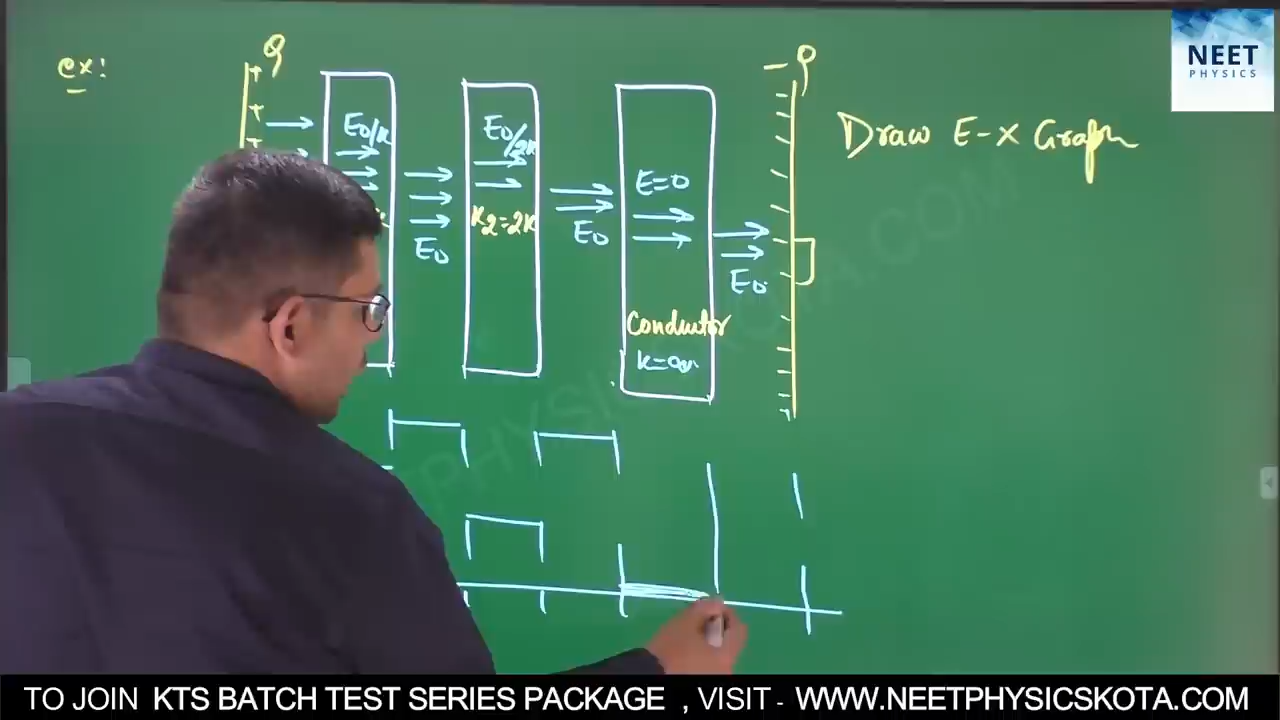 NEET
PHYSICS
ex:
+ Q
- Q
Draw E-x Graph
E0/K
E0/2K
E=0
K2=2K
E0
E0
E0
Conductor
K=∞
TO JOIN KTS BATCH TEST SERIES PACKAGE , VISIT - WWW.NEETPHYSICSKOTA.COM